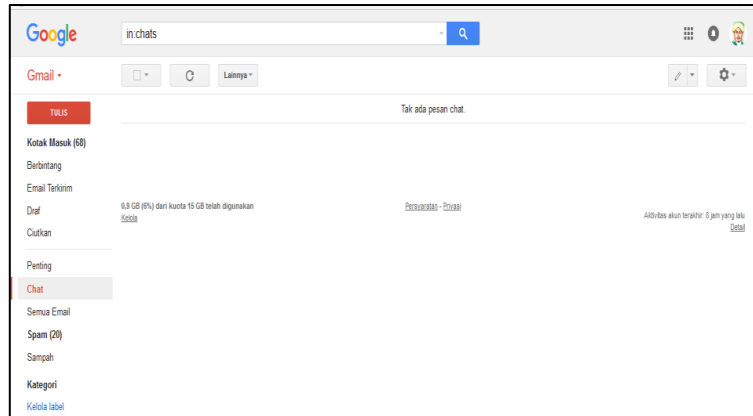 Google
in:chats
Gmail
Lainnya
TULIS
Tak ada pesan chat.
Kotak Masuk (68)
Berbintang
Email Terkirim
Draf
Ciutkan
0,9 GB (6%) dari kuota 15 GB telah digunakan
Kelola
Persyaratan - Privasi
Aktivitas akun terakhir: 8 jam yang lalu
Detail
Penting
Chat
Semua Email
Spam (20)
Sampah
Kategori
Kelola label